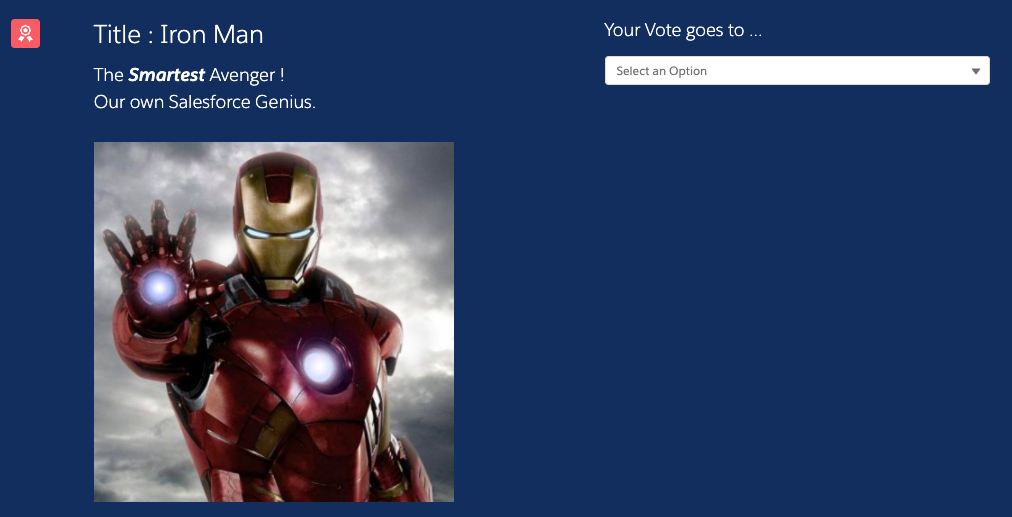 Title : Iron Man
The Smartest Avenger !
Our own Salesforce Genius.
Your Vote goes to ...
Select an Option